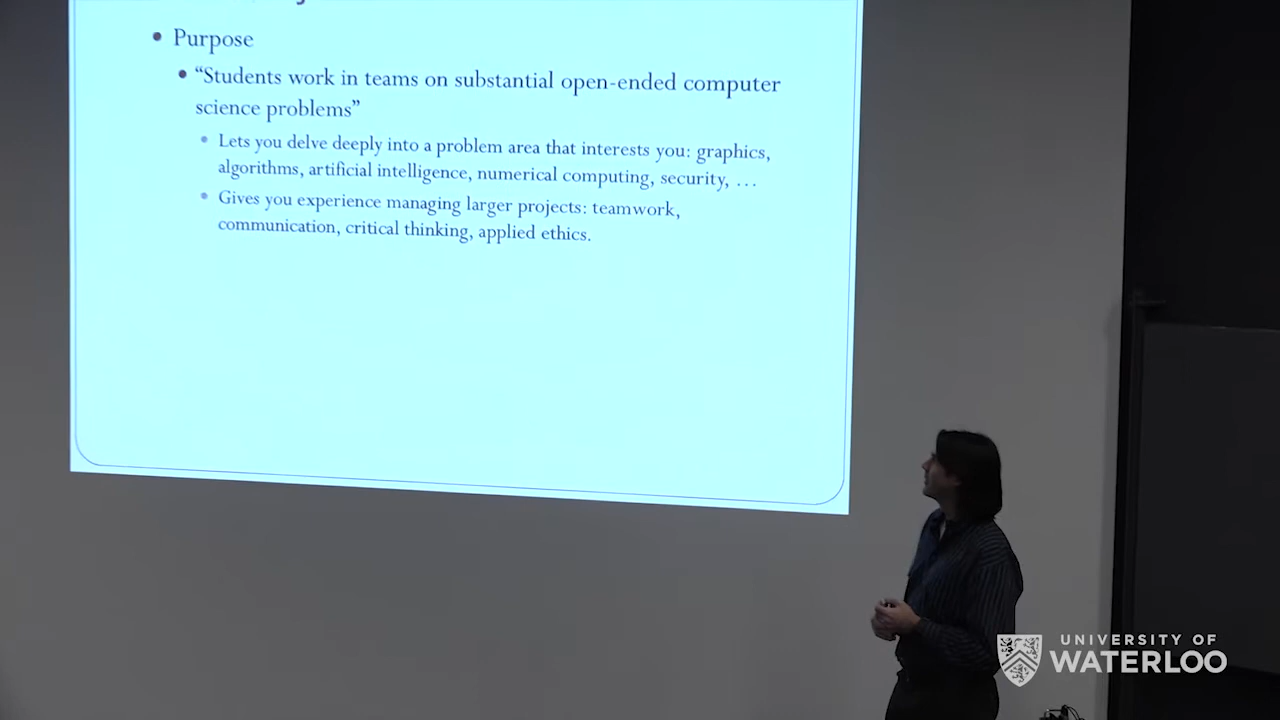 • Purpose
• “Students work in teams on substantial open-ended computer
science problems”
• Lets you delve deeply into a problem area that interests you: graphics,
algorithms, artificial intelligence, numerical computing, security, …
• Gives you experience managing larger projects: teamwork,
communication, critical thinking, applied ethics.
UNIVERSITY OF
WATERLOO